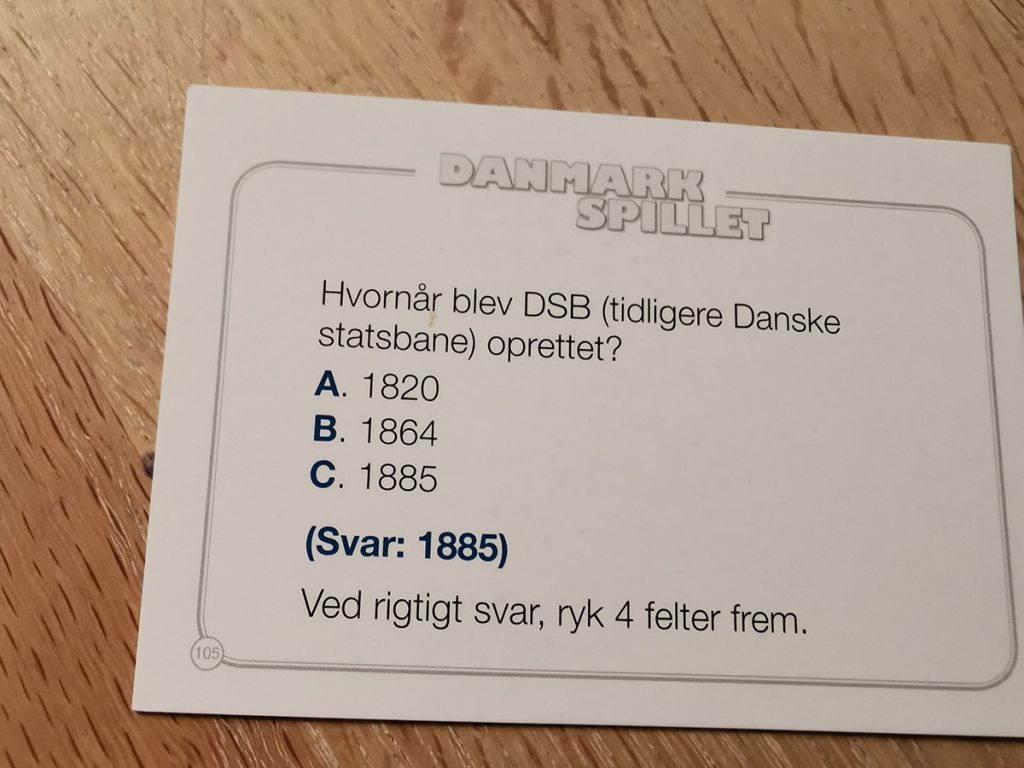 DANMARK
SPILLET
Hvornår blev DSB (tidligere Danske
statsbane) oprettet?
A. 1820
B. 1864
C. 1885
(Svar: 1885)
Ved rigtigt svar, ryk 4 felter frem.
105